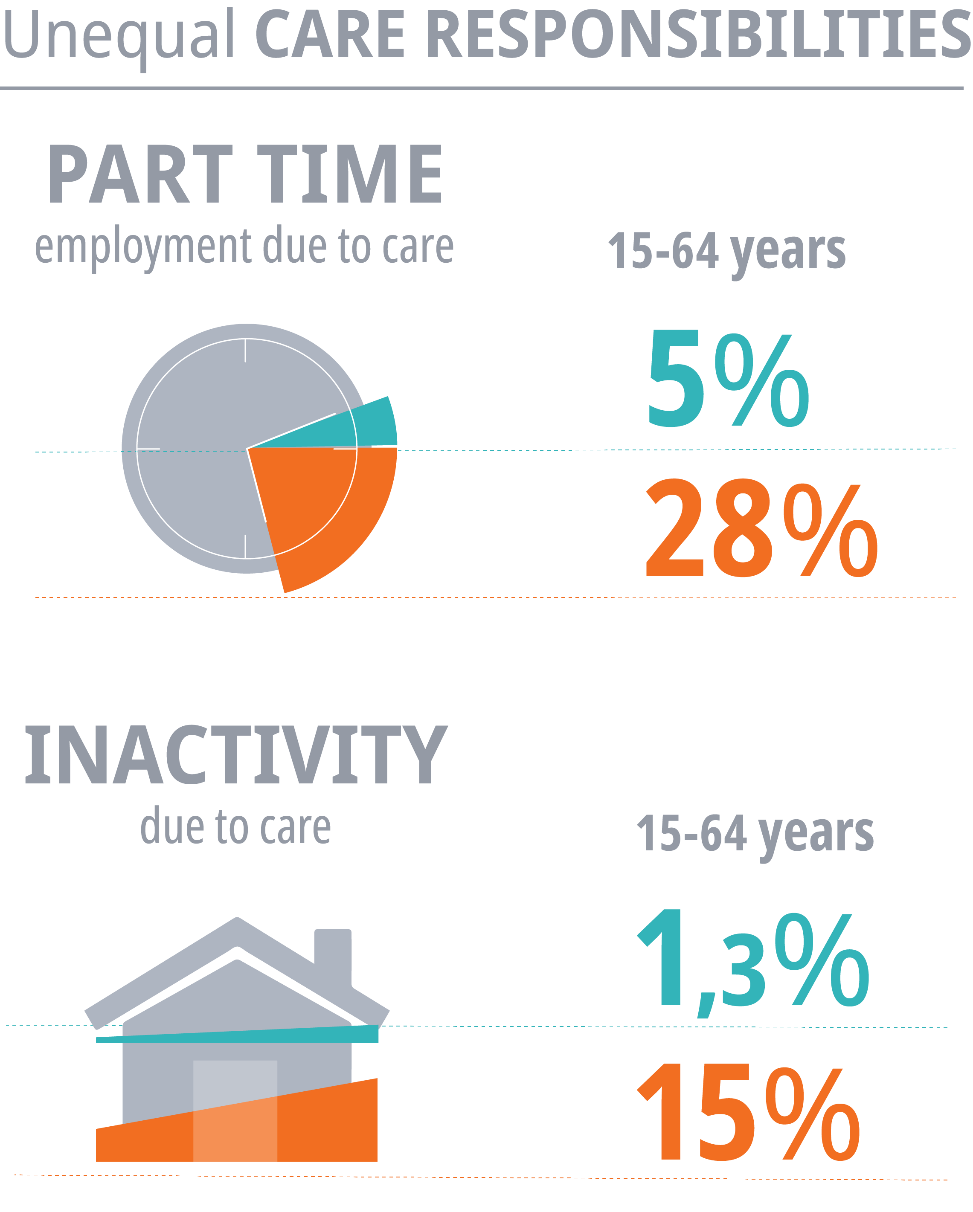 Unequal CARE RESPONSIBILITIES
PART TIME
employment due to care
15-64 years
5%
28%
INACTIVITY
due to care
15-64 years
1,3%
15%